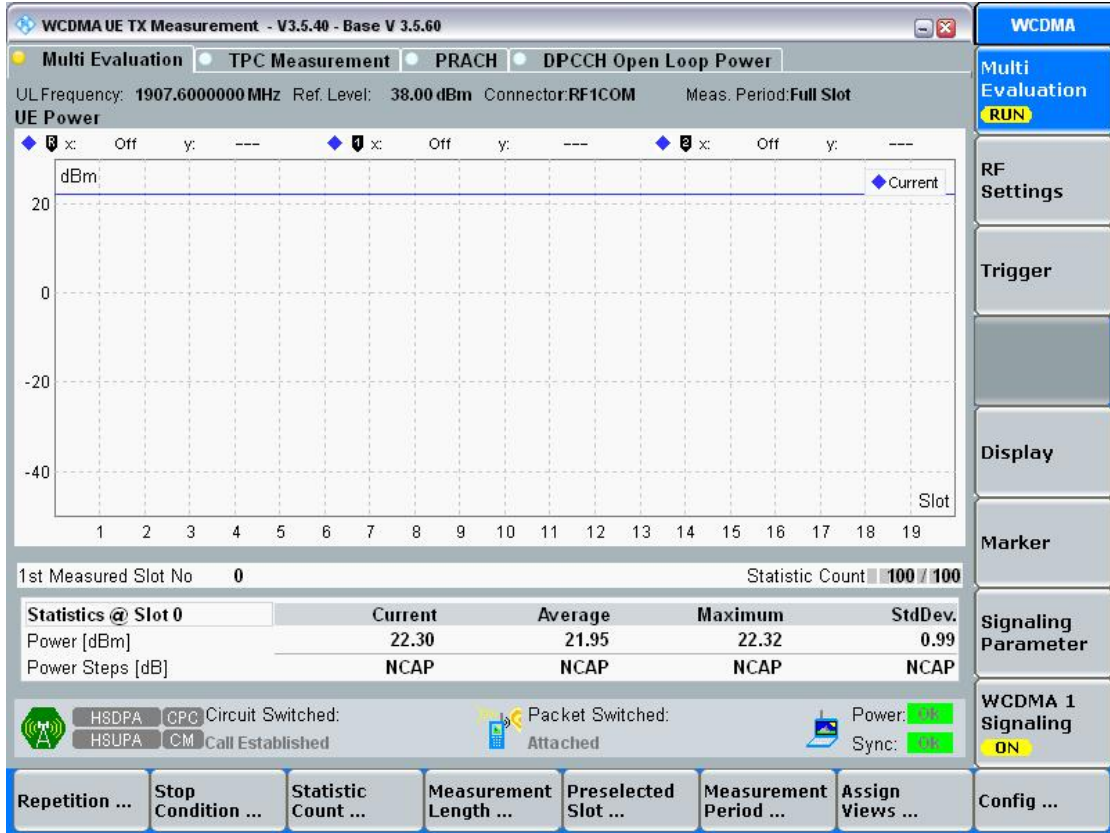 WCDMA UE TX Measurement - V3.5.40 - Base V 3.5.60
WCDMA
Multi Evaluation TPC Measurement PRACH DPCCH Open Loop Power
UL Frequency: 1907.6000000 MHz Ref. Level: 38.00 dBm Connector:RF1COM Meas. Period:Full Slot
UE Power
R x: Off y: --- 1 x: Off y: --- 2 x: Off y: ---
dBm
Current
20
0
-20
-40
Slot
1 2 3 4 5 6 7 8 9 10 11 12 13 14 15 16 17 18 19
1st Measured Slot No 0 Statistic Count 100 / 100
Statistics @ Slot 0 Current Average Maximum StdDev.
Power [dBm] 22.30 21.95 22.32 0.99
Power Steps [dB] NCAP NCAP NCAP NCAP
HSDPA CPC Circuit Switched: Packet Switched: Power: OK
HSUPA CM Call Established Attached Sync: OK
Multi
Evaluation
RUN
RF
Settings
Trigger
Display
Marker
Signaling
Parameter
WCDMA 1
Signaling
ON
Repetition ...
Stop
Condition ...
Statistic
Count ...
Measurement
Length ...
Preselected
Slot ...
Measurement
Period ...
Assign
Views ...
Config ...